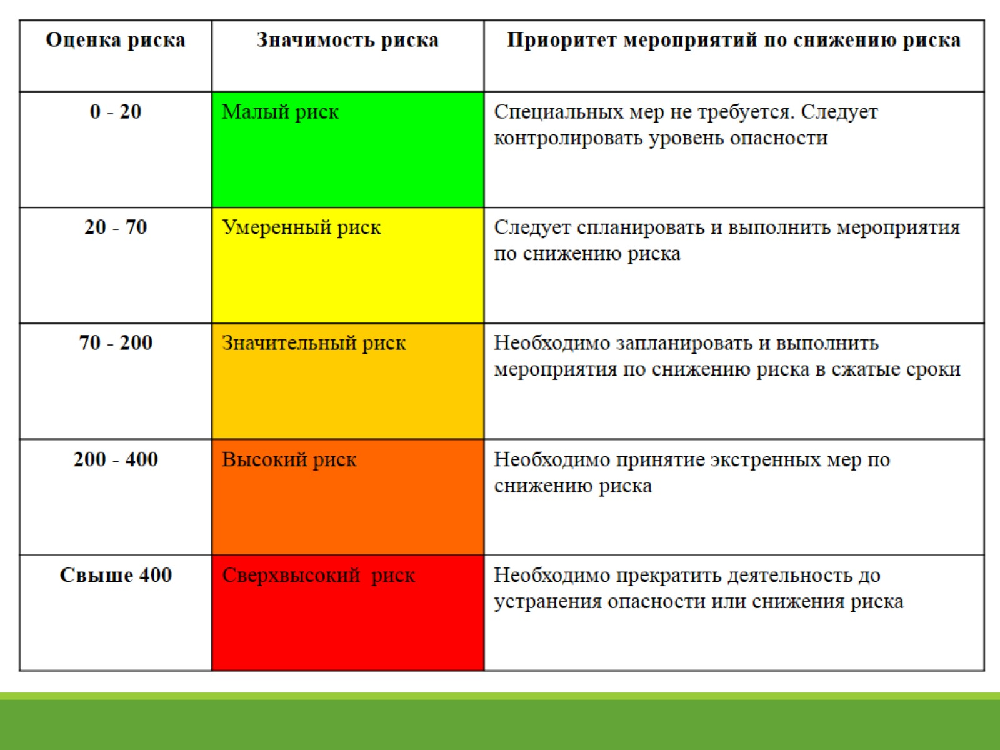 Оценка риска
Значимость риска
Приоритет мероприятий по снижению риска
0 - 20
Малый риск
Специальных мер не требуется. Следует
контролировать уровень опасности
20 - 70
Умеренный риск
Следует спланировать и выполнить мероприятия
по снижению риска
70 - 200
Значительный риск
Необходимо запланировать и выполнить
мероприятия по снижению риска в сжатые сроки
200 - 400
Высокий риск
Необходимо принятие экстренных мер по
снижению риска
Свыше 400
Сверхвысокий  риск
Необходимо прекратить деятельность до
устранения опасности или снижения риска